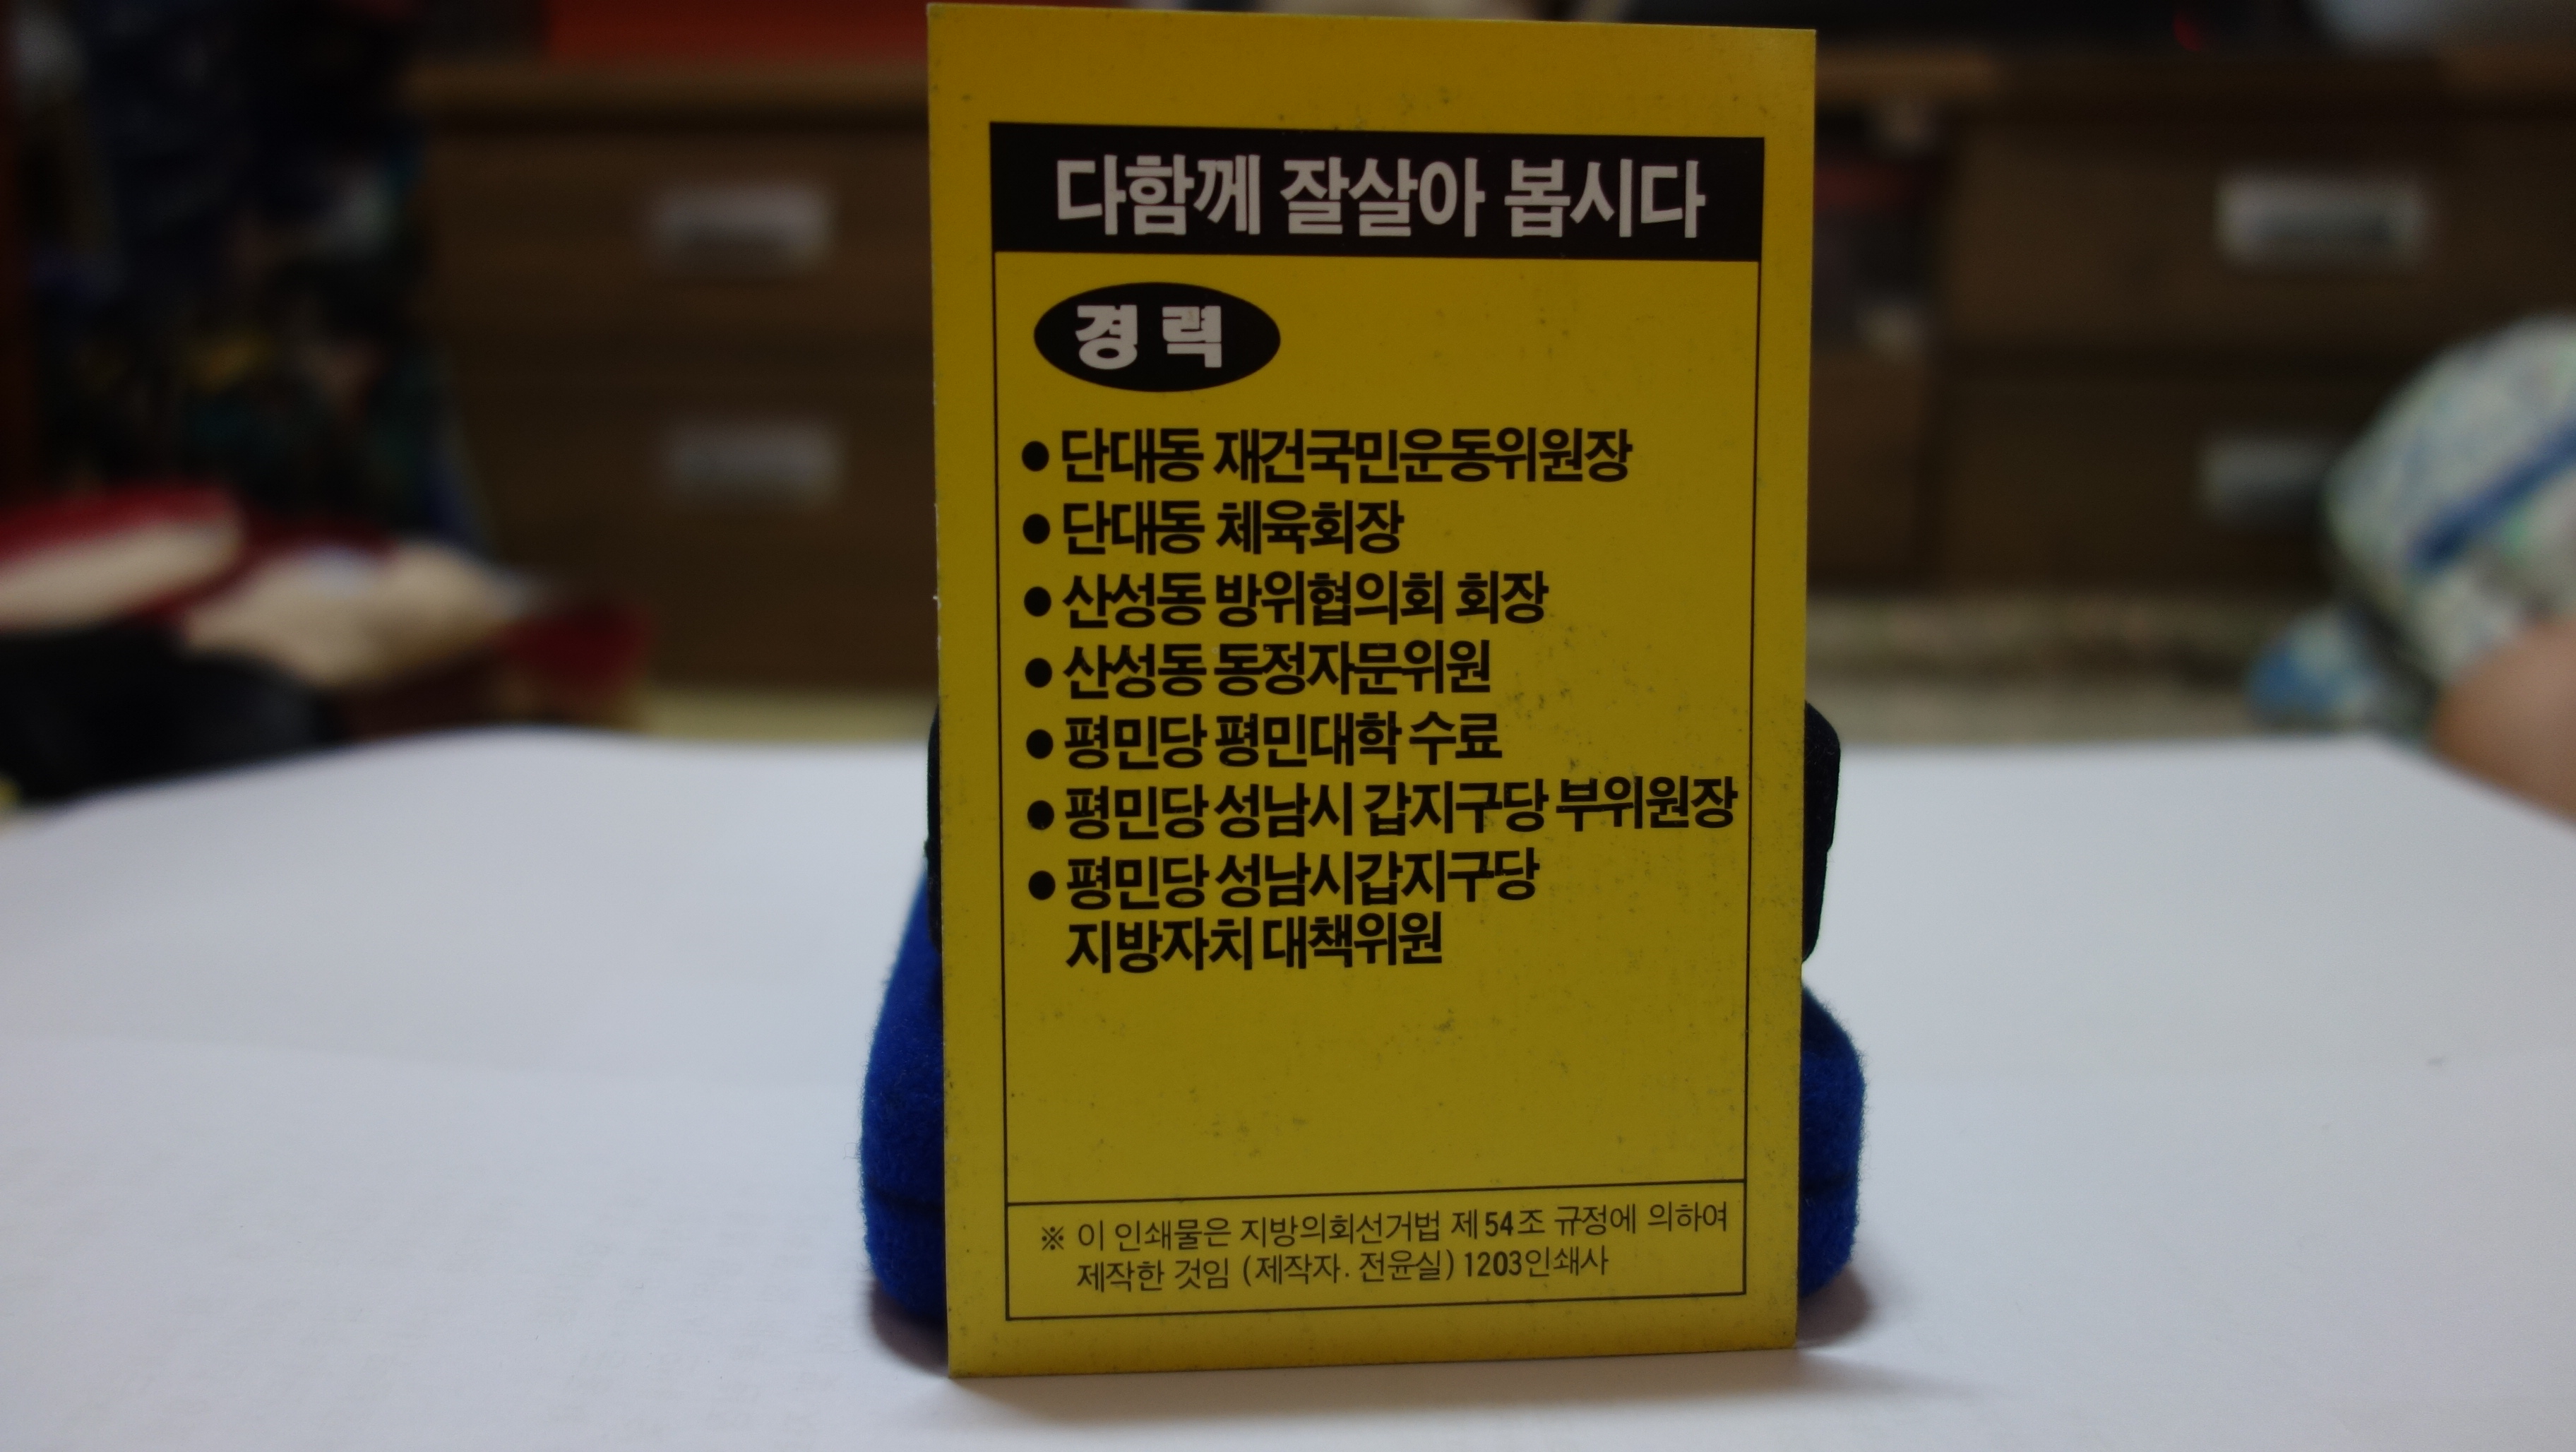 다함께 잘살아 봅시다
경력
● 단대동 재건국민운동위원장
● 단대동 체육회장
● 산성동 방위협의회 회장
● 산성동 동정자문위원
● 평민당 평민대학 수료
● 평민당 성남시 갑지구당 부위원장
● 평민당 성남시갑지구당
지방자치 대책위원
※ 이 인쇄물은 지방의회선거법 제54조 규정에 의하여
제작한 것임 (제작자. 전윤실) 1203인쇄사